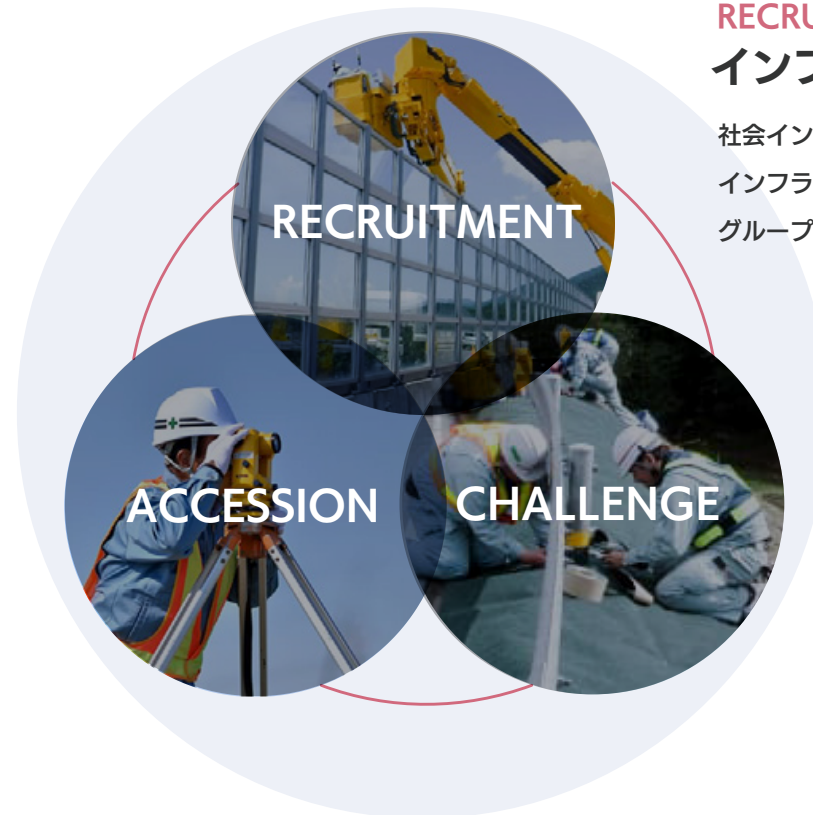 RECRU
インフ
社会イン
インフラ
グループ
RECRUITMENT
ACCESSION
CHALLENGE